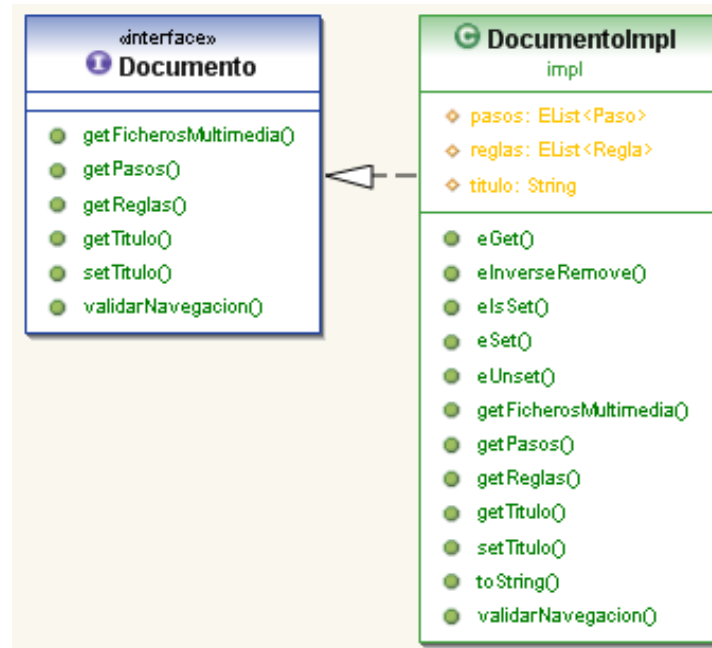 «interface»
I Documento
getFicherosMultimedia()
getPasos()
getReglas()
getTitulo()
setTitulo()
validarNavegacion()
C DocumentoImpl
impl
pasos: EList<Paso>
reglas: EList<Regla>
titulo: String
eGet()
eInverseRemove()
eIsSet()
eSet()
eUnset()
getFicherosMultimedia()
getPasos()
getReglas()
getTitulo()
setTitulo()
toString()
validarNavegacion()